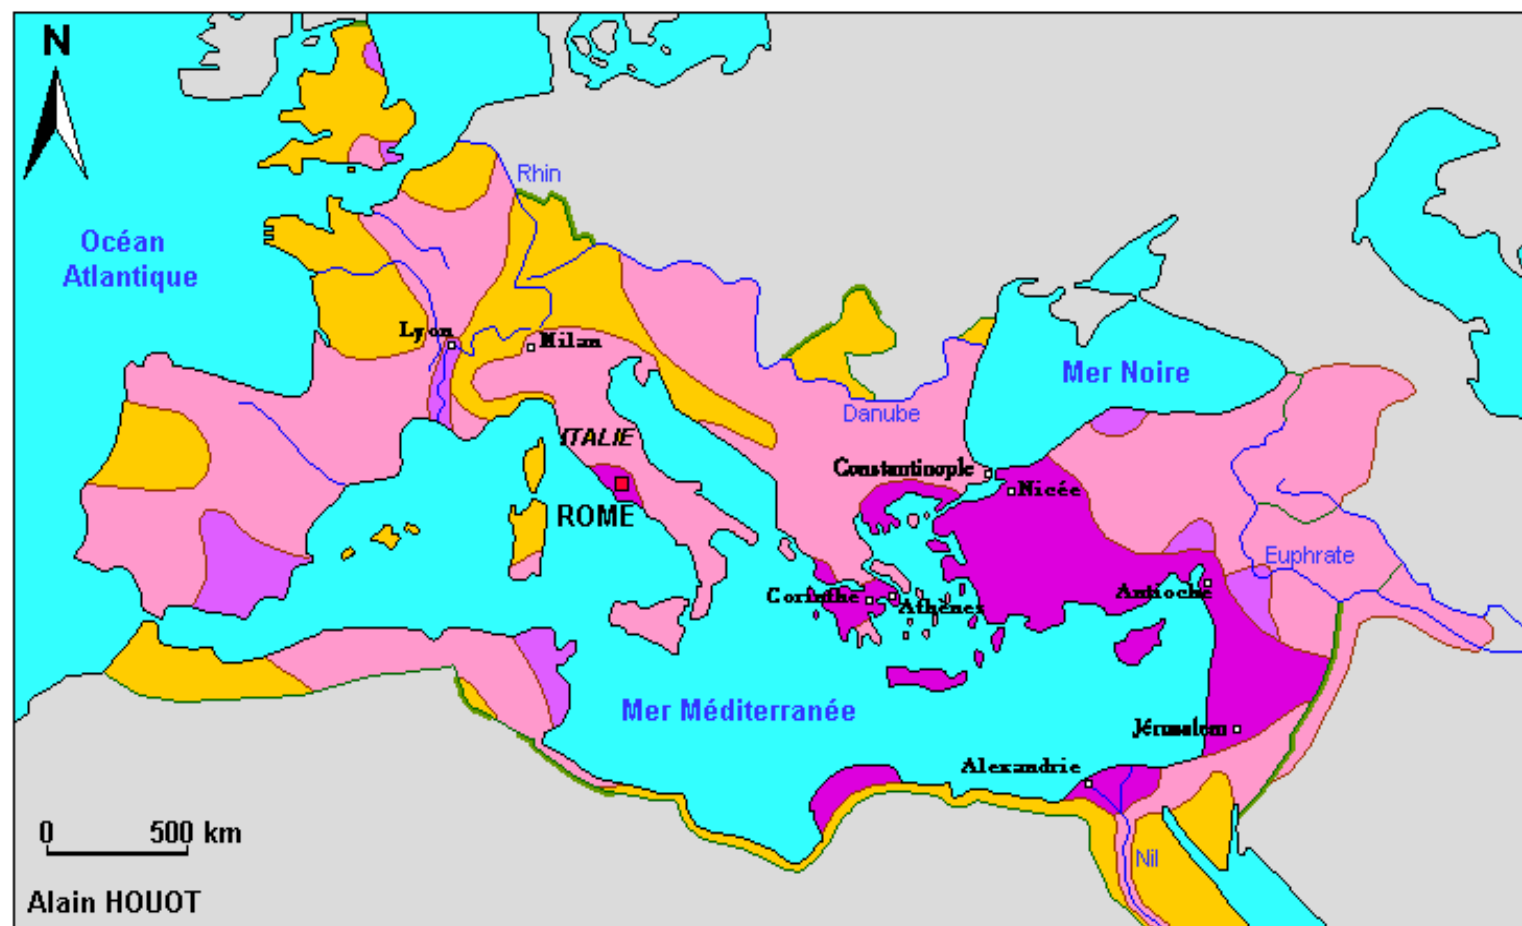 N
Rhin
Océan
Atlantique
Lyon
Milan
Mer Noire
Danube
ITALIE
Constantinople
Nicée
ROME
Euphrate
Corinthe
Athènes
Antioche
Mer Méditerranée
Jérusalem
Alexandrie
0 500 km
Nil
Alain HOUOT